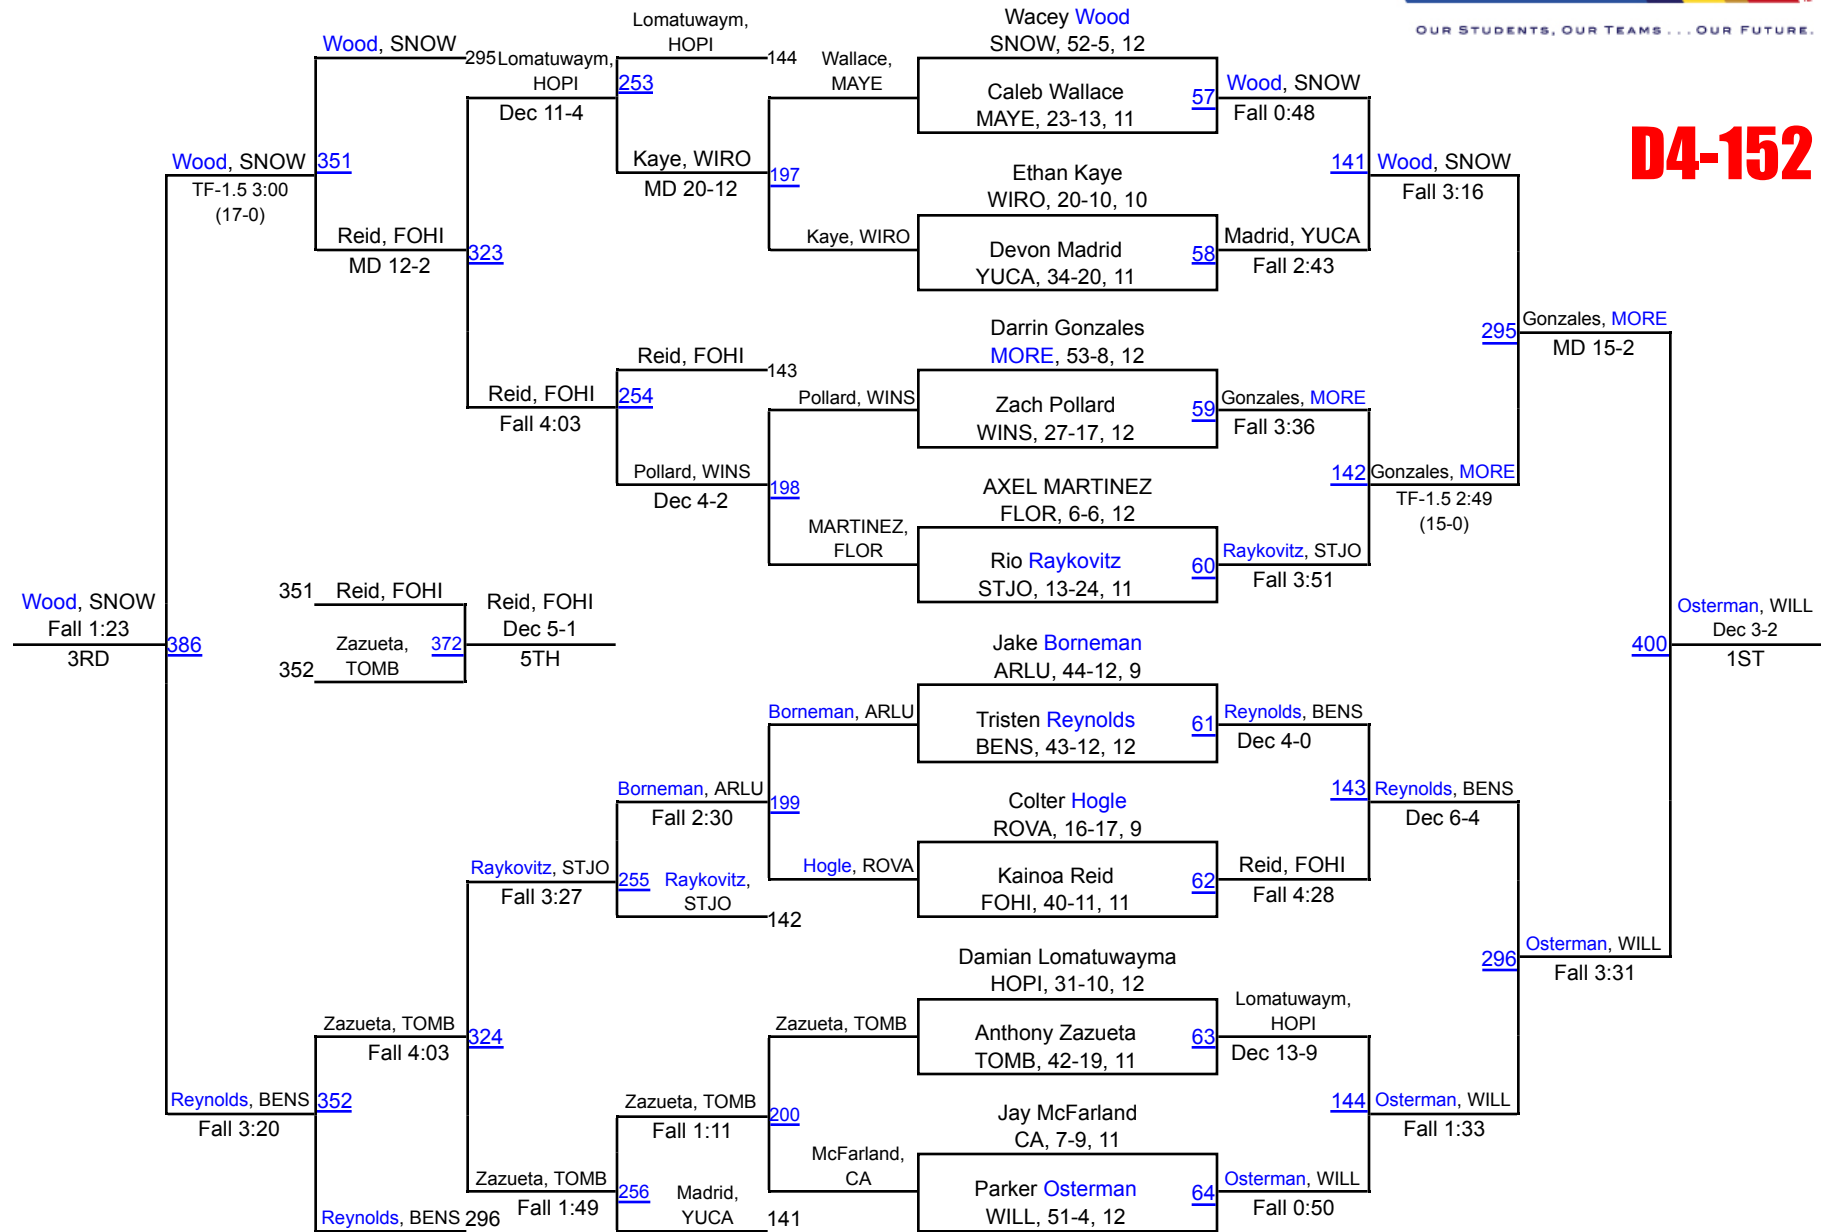 OUR STUDENTS, OUR TEAMS . . . OUR FUTURE.
D4-152
Wacey Wood
SNOW, 52-5, 12
Caleb Wallace
MAYE, 23-13, 11
57
Ethan Kaye
WIRO, 20-10, 10
Devon Madrid
YUCA, 34-20, 11
58
Darrin Gonzales
MORE, 53-8, 12
Zach Pollard
WINS, 27-17, 12
59
AXEL MARTINEZ
FLOR, 6-6, 12
Rio Raykovitz
STJO, 13-24, 11
60
Jake Borneman
ARLU, 44-12, 9
Tristen Reynolds
BENS, 43-12, 12
61
Colter Hogle
ROVA, 16-17, 9
Kainoa Reid
FOHI, 40-11, 11
62
Damian Lomatuwayma
HOPI, 31-10, 12
Anthony Zazueta
TOMB, 42-19, 11
63
Jay McFarland
CA, 7-9, 11
Parker Osterman
WILL, 51-4, 12
64
Wood, SNOW
Fall 0:48
141
Madrid, YUCA
Fall 2:43
Gonzales, MORE
Fall 3:36
142
Raykovitz, STJO
Fall 3:51
Reynolds, BENS
Dec 4-0
143
Reid, FOHI
Fall 4:28
Lomatuwaym,
HOPI
Dec 13-9
144
Osterman, WILL
Fall 0:50
Wood, SNOW
Fall 3:16
295
Gonzales, MORE
TF-1.5 2:49
(15-0)
Reynolds, BENS
Dec 6-4
296
Osterman, WILL
Fall 1:33
Gonzales, MORE
MD 15-2
400
Osterman, WILL
Fall 3:31
Osterman, WILL
Dec 3-2
1ST
Wallace,
MAYE
197
Kaye, WIRO
Pollard, WINS
198
MARTINEZ,
FLOR
Borneman, ARLU
199
Hogle, ROVA
Zazueta, TOMB
200
McFarland,
CA
Lomatuwaym,
HOPI
144
253
Kaye, WIRO
MD 20-12
Reid, FOHI
143
254
Pollard, WINS
Dec 4-2
Borneman, ARLU
Fall 2:30
255
Raykovitz,
STJO
142
Zazueta, TOMB
Fall 1:11
256
Madrid,
YUCA
141
Lomatuwaym,
HOPI
Dec 11-4
323
Reid, FOHI
Fall 4:03
Raykovitz, STJO
Fall 3:27
324
Zazueta, TOMB
Fall 1:49
Wood, SNOW
295
351
Reid, FOHI
MD 12-2
Zazueta, TOMB
Fall 4:03
352
Reynolds, BENS
296
Wood, SNOW
TF-1.5 3:00
(17-0)
386
Reynolds, BENS
Fall 3:20
Wood, SNOW
Fall 1:23
3RD
351
Reid, FOHI
372
352
Zazueta,
TOMB
Reid, FOHI
Dec 5-1
5TH